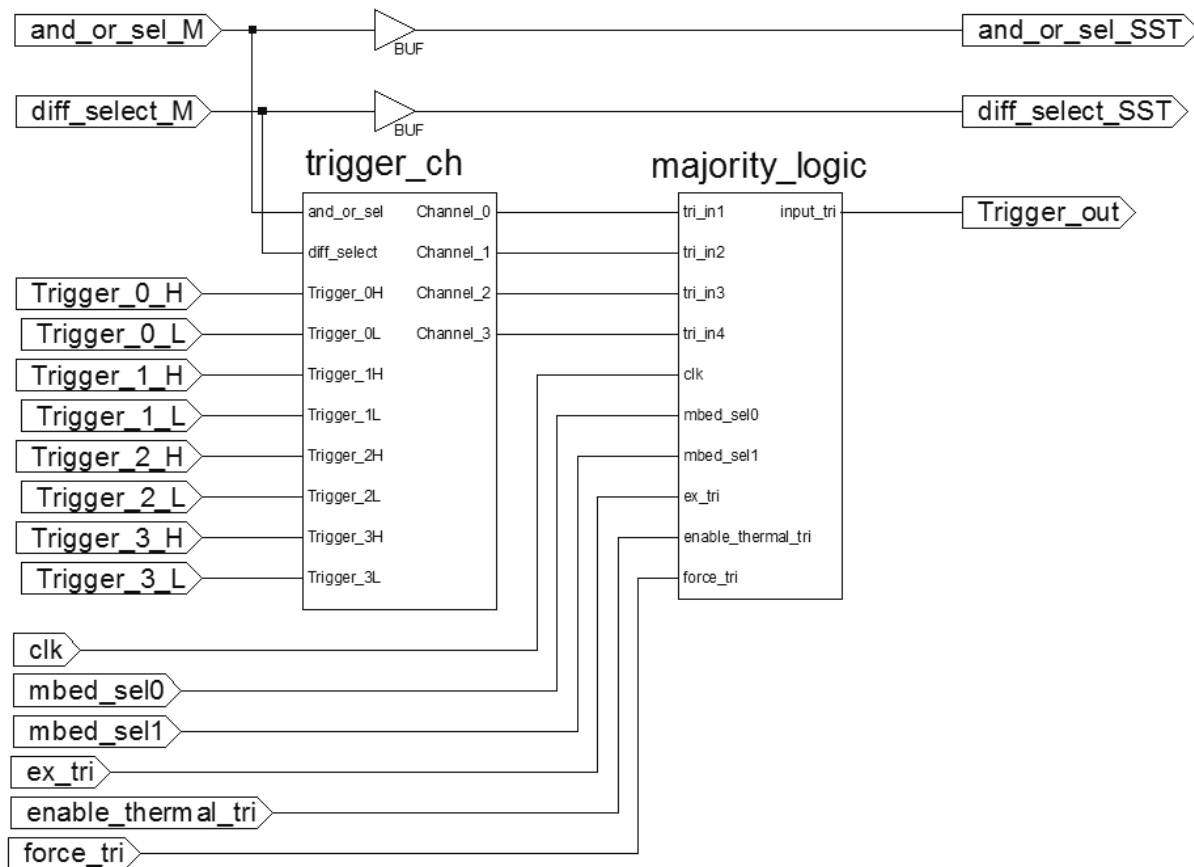 and_or_sel_M
BUF
and_or_sel_SST
diff_select_M
BUF
diff_select_SST
trigger_ch
majority_logic
and_or_sel
Channel_0
tri_in1
input_tri
Trigger_out
diff_select
Channel_1
tri_in2
Trigger_0_H
Trigger_0H
Channel_2
tri_in3
Trigger_0_L
Trigger_0L
Channel_3
tri_in4
Trigger_1_H
Trigger_1H
clk
Trigger_1_L
Trigger_1L
mbed_sel0
Trigger_2_H
Trigger_2H
mbed_sel1
Trigger_2_L
Trigger_2L
ex_tri
Trigger_3_H
Trigger_3H
enable_thermal_tri
Trigger_3_L
Trigger_3L
force_tri
clk
mbed_sel0
mbed_sel1
ex_tri
enable_thermal_tri
force_tri